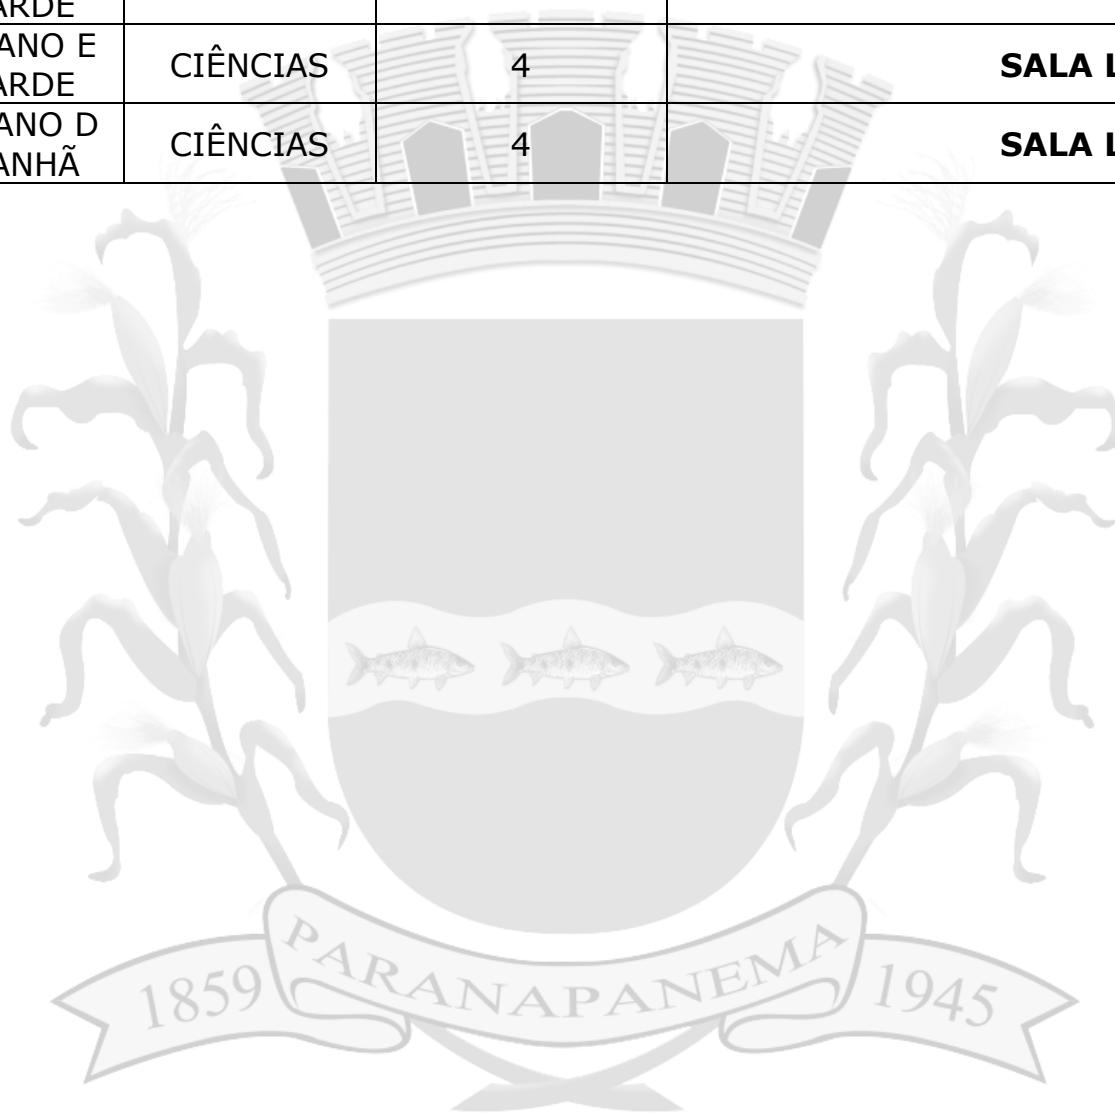 ARDE
ANO E
ARDE
CIÊNCIAS
4
SALA L
ANO D
ANHÃ
CIÊNCIAS
4
SALA L
1859
PARANAPANEMA
1945